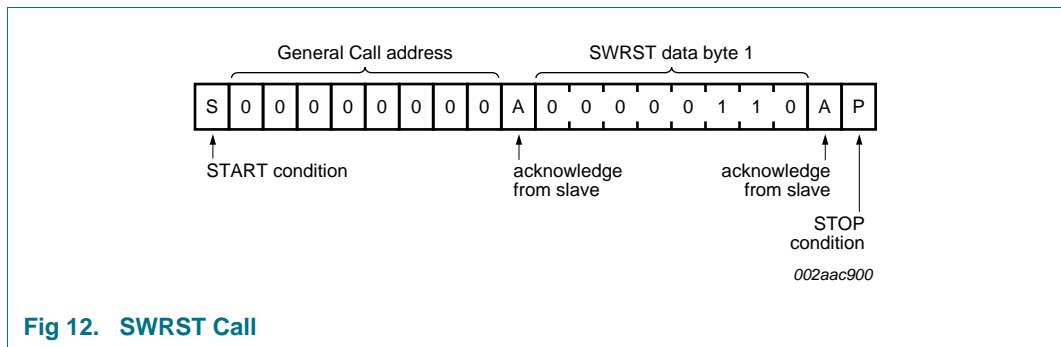 General Call address SWRST data byte 1
S 0 0 0 0 0 0 0 0 A 0 0 0 0 0 1 1 0 A P
START condition acknowledge acknowledge
from slave from slave
STOP
condition
002aac900
Fig 12. SWRST Call